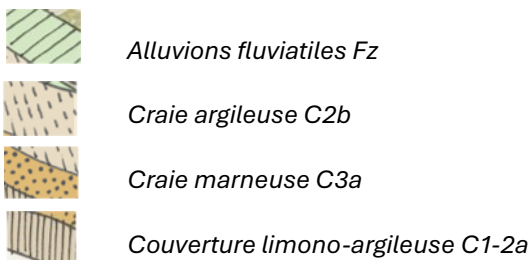 Alluvions fluviatiles Fz
Craie argileuse C2b
Craie marneuse C3a
Couverture limono-argileuse C1-2a